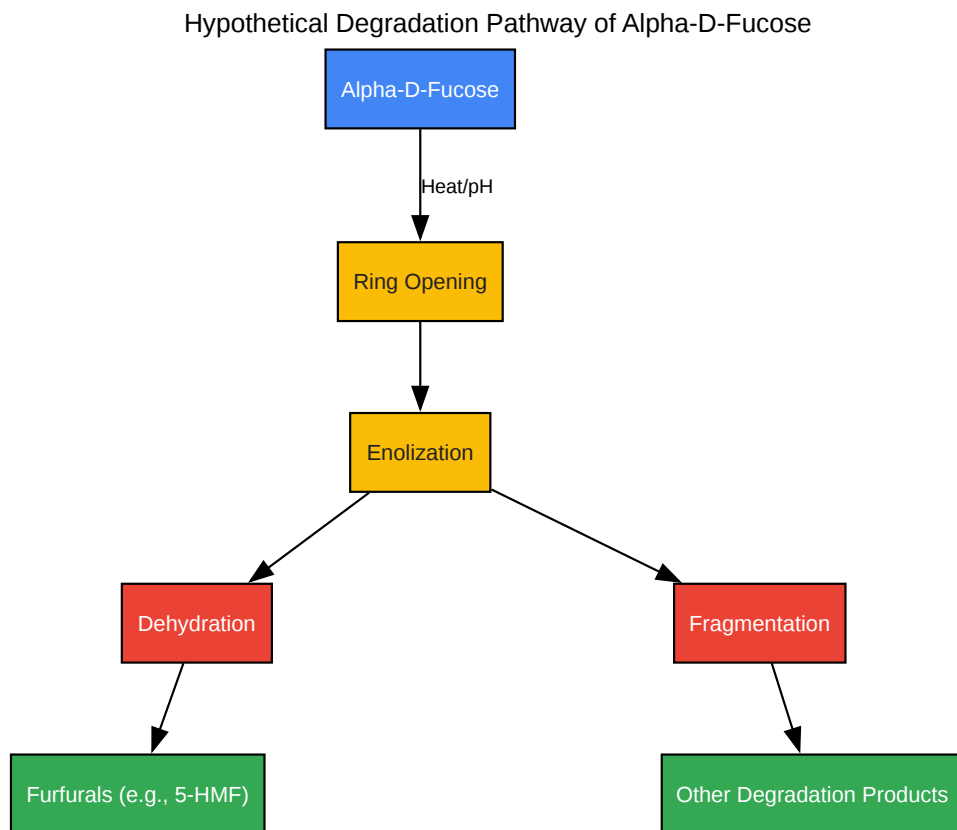 Hypothetical Degradation Pathway of Alpha-D-Fucose
Alpha-D-Fucose
Heat/pH
Ring Opening
Enolization
Dehydration
Fragmentation
Furfurals (e.g., 5-HMF)
Other Degradation Products